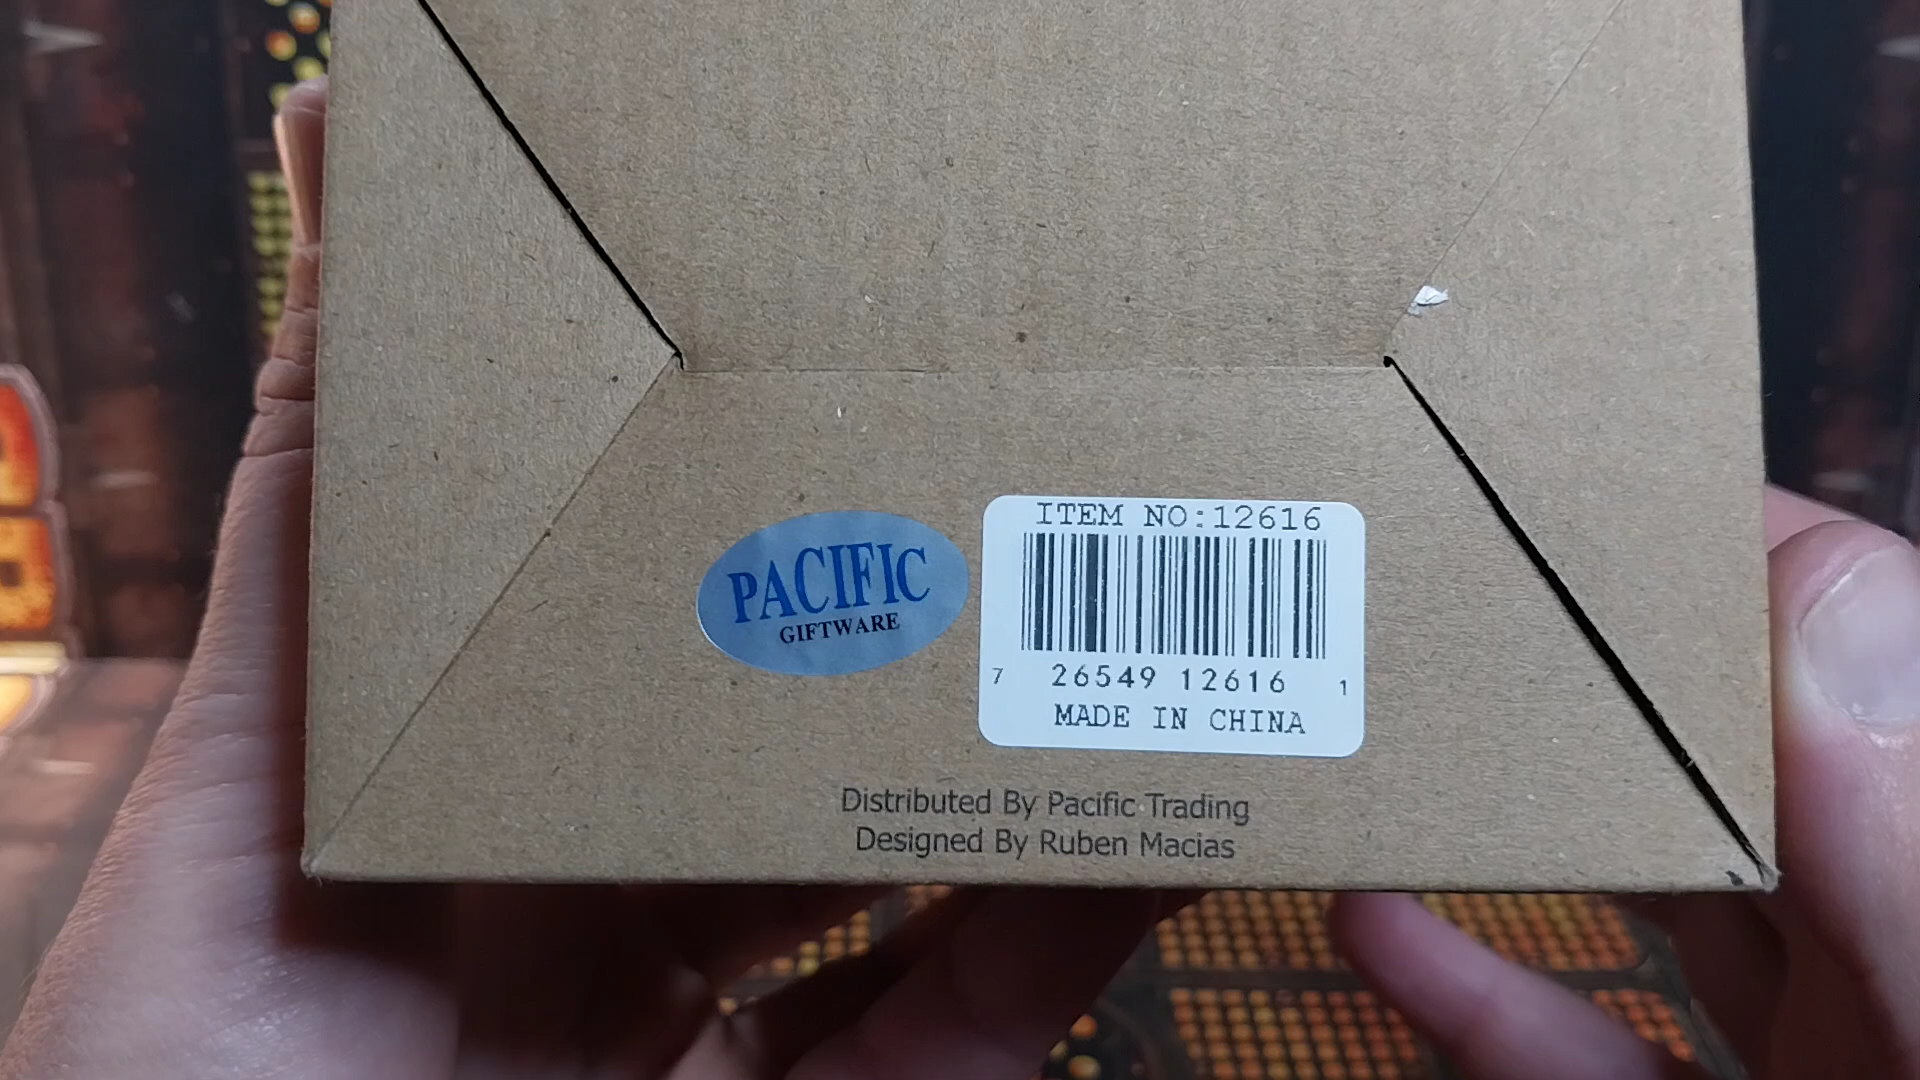 PACIFIC
GIFTWARE
ITEM NO:12616
7 26549 12616 1
MADE IN CHINA
Distributed By Pacific Trading
Designed By Ruben Macias